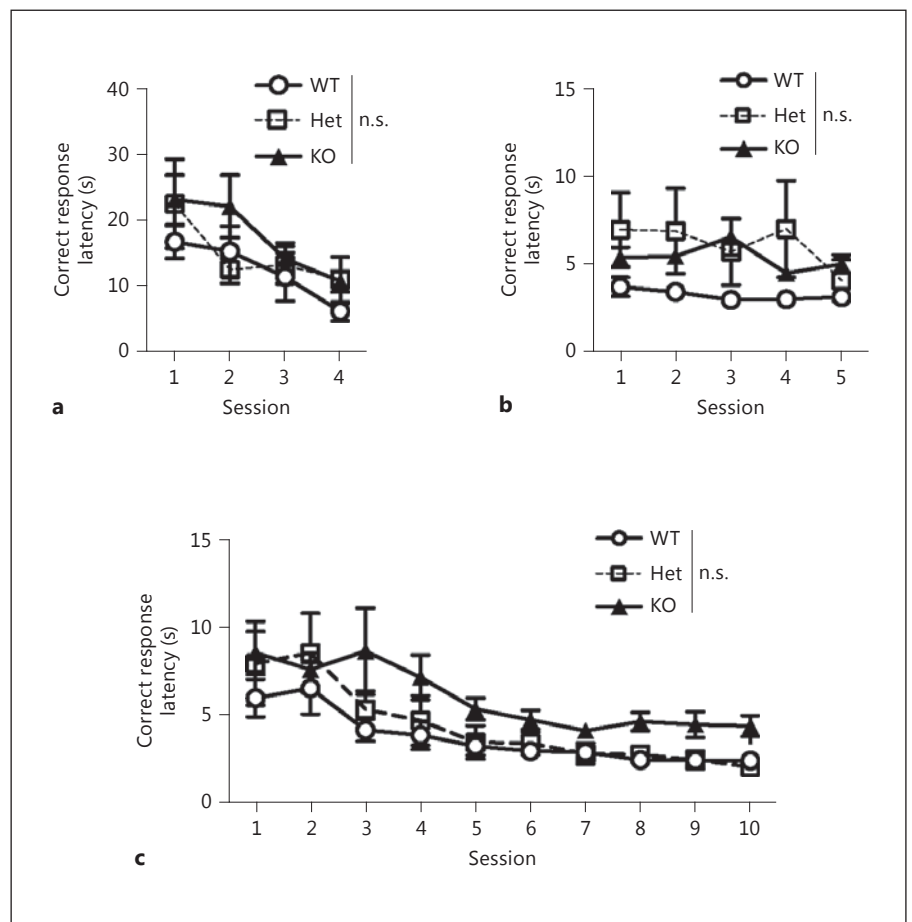 40
30
20
10
0
Correct response
latency (s)
WT
Het
KO
n.s.
1 2 3 4
Session
a
15
10
5
0
Correct response
latency (s)
WT
Het
KO
n.s.
1 2 3 4 5
Session
b
15
10
5
0
Correct response
latency (s)
WT
Het
KO
n.s.
1 2 3 4 5 6 7 8 9 10
Session
c